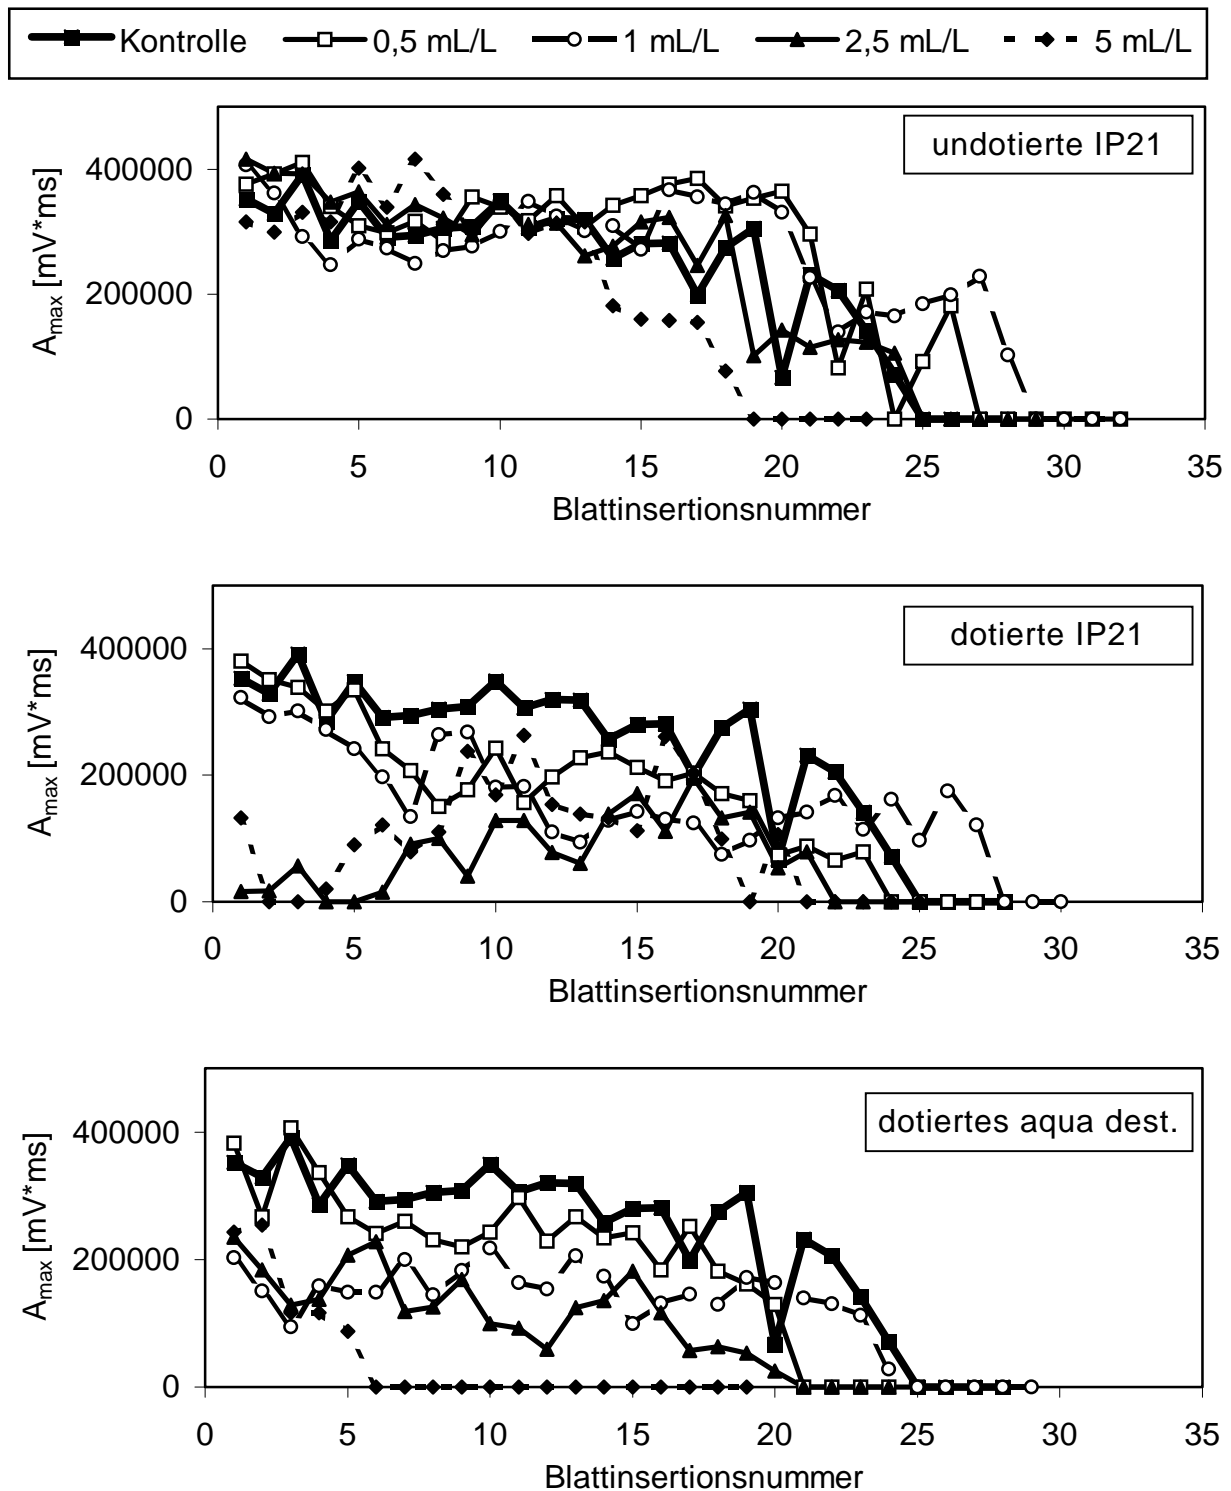 Kontrolle 0,5 mL/L 1 mL/L 2,5 mL/L 5 mL/L
undotierte IP21
A_max [mV*ms]
400000
200000
0
0 5 10 15 20 25 30 35
Blattinsertionsnummer
dotierte IP21
A_max [mV*ms]
400000
200000
0
0 5 10 15 20 25 30 35
Blattinsertionsnummer
dotiertes aqua dest.
A_max [mV*ms]
400000
200000
0
0 5 10 15 20 25 30 35
Blattinsertionsnummer